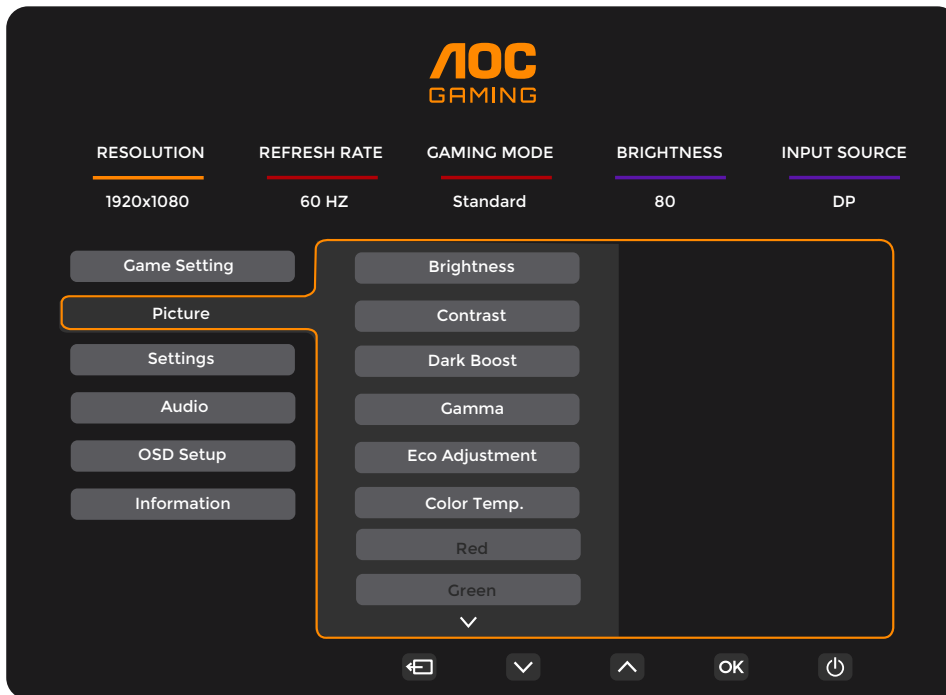 AOC
GAMING
RESOLUTION REFRESH RATE GAMING MODE BRIGHTNESS INPUT SOURCE
1920x1080 60 HZ Standard 80 DP
Game Setting
Picture
Settings
Audio
OSD Setup
Information
Brightness
Contrast
Dark Boost
Gamma
Eco Adjustment
Color Temp.
Red
Green
OK